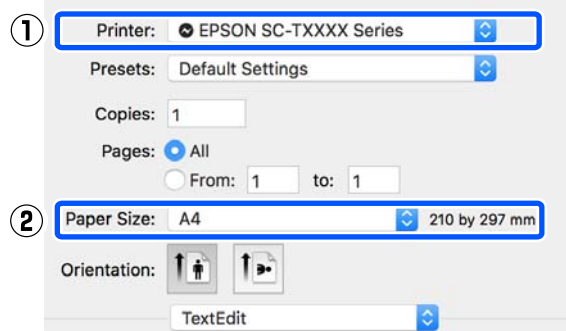 ① Printer: EPSON SC-TXXXX Series
Presets: Default Settings
Copies: 1
Pages: All
From: 1 to: 1
② Paper Size: A4 210 by 297 mm
Orientation:
TextEdit